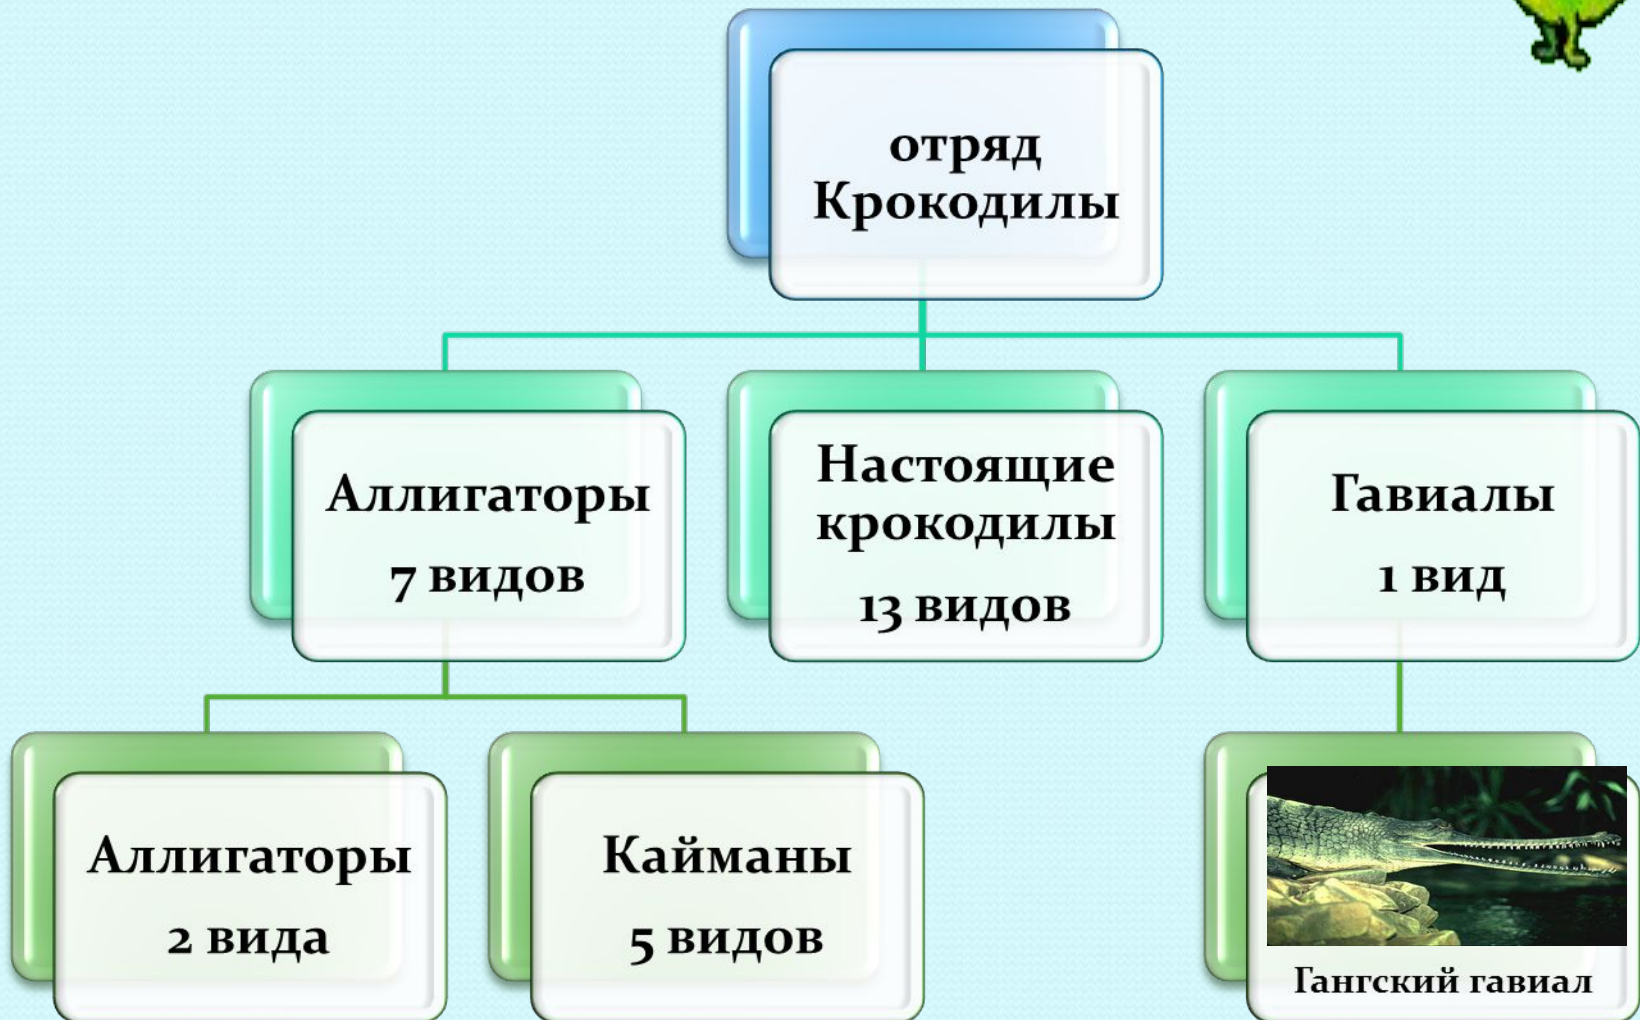 отряд
Крокодилы
Аллигаторы
7 видов
Настоящие
крокодилы
13 видов
Гавиалы
1 вид
Аллигаторы
2 вида
Кайманы
5 видов
Гангский гавиал